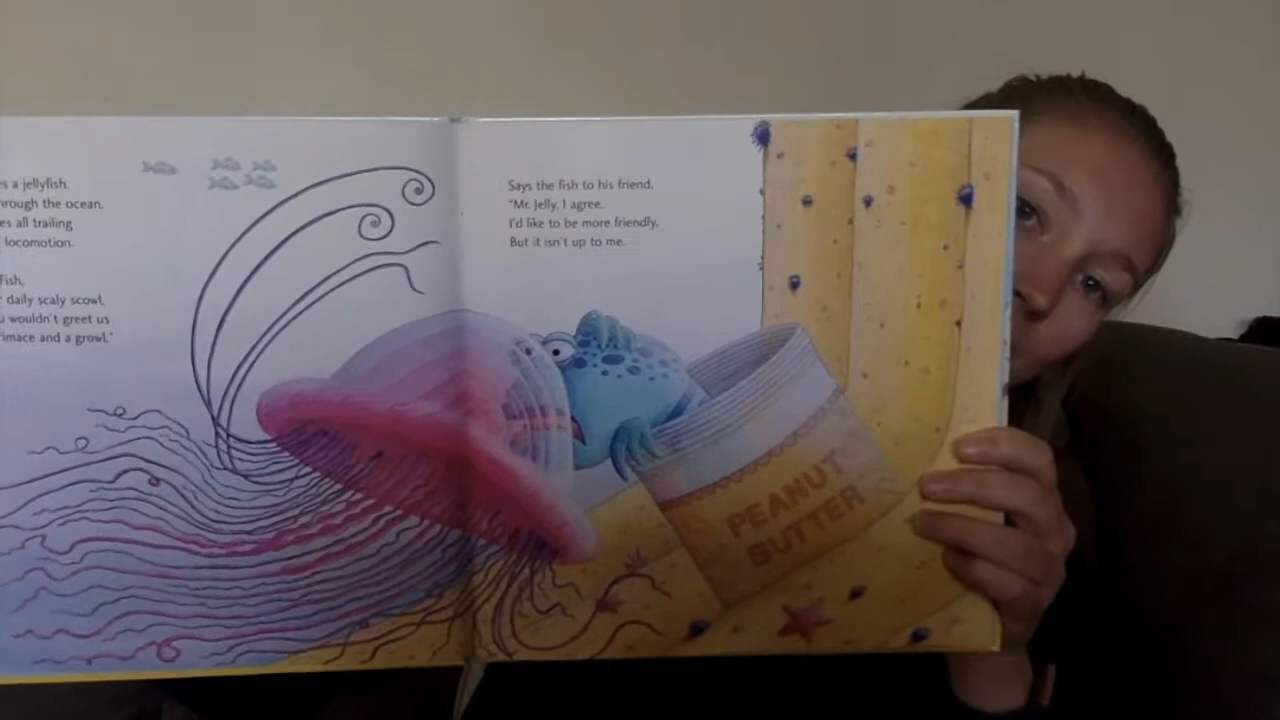 s a jellyfish,
hrough the ocean,
es all trailing
locomotion.
Fish,
daily scaly scowl,
u wouldn't greet us
rimace and a growl."
Says the fish to his friend,
"Mr. Jelly, I agree.
I'd like to be more friendly,
But it isn't up to me.
PEANUT
BUTTER